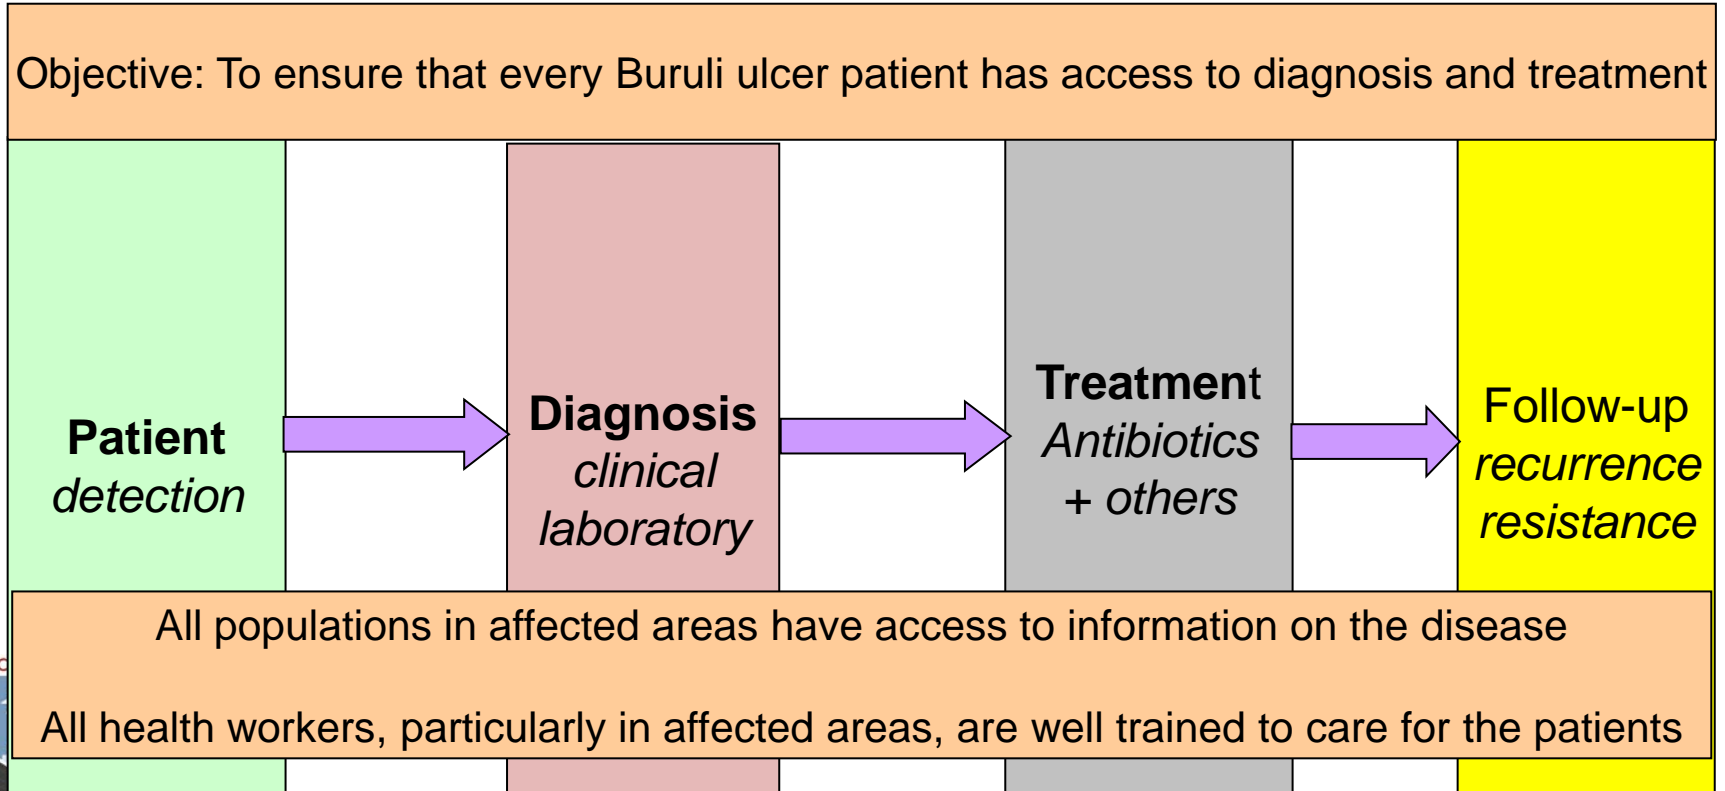 Objective: To ensure that every Buruli ulcer patient has access to diagnosis and treatment
Patient
detection
Diagnosis
clinical
laboratory
Treatment
Antibiotics
+ others
Follow-up
recurrence
resistance
All populations in affected areas have access to information on the disease
All health workers, particularly in affected areas, are well trained to care for the patients